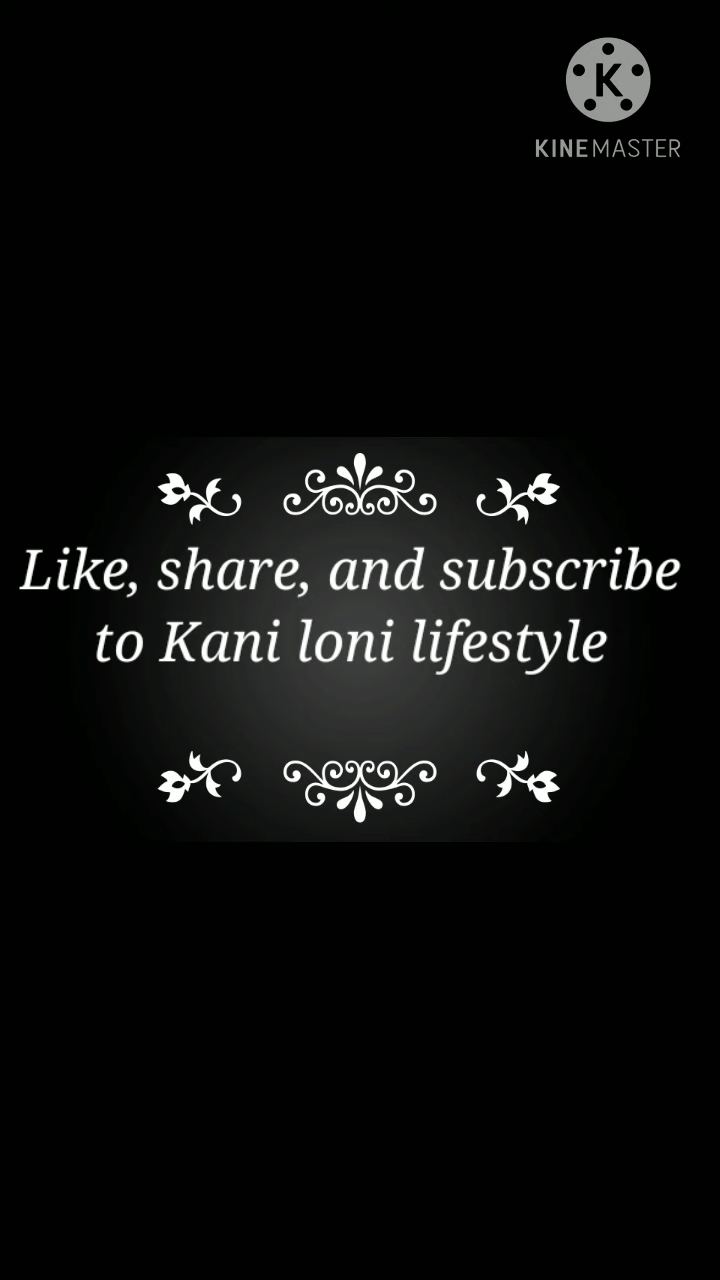 K
KINEMASTER
Like, share, and subscribe
to Kani loni lifestyle